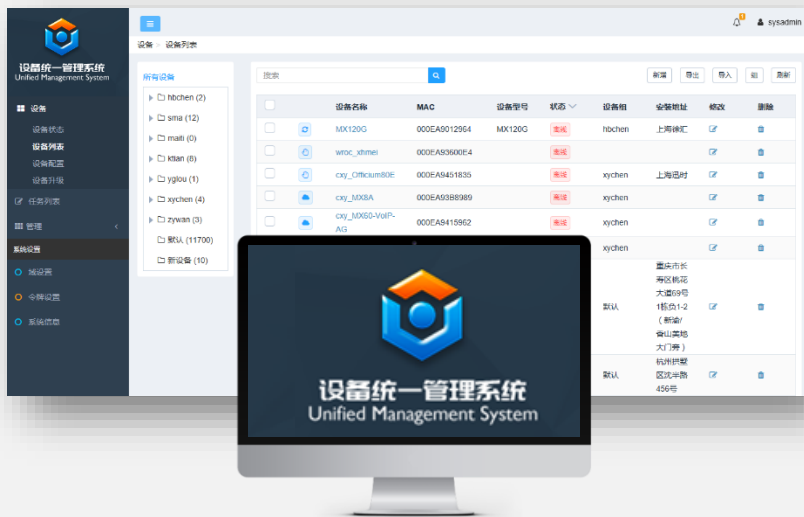 设备统一管理系统
Unified Management System
设备
设备状态
设备列表
设备配置
设备升级
任务列表
管理
系统设置
域设置
令牌设置
系统信息
1
sysadmin
设备 > 设备列表
所有设备
hbchen (2)
sma (12)
maiti (0)
ktian (8)
yglou (1)
xychen (4)
zywan (3)
默认 (11700)
新设备 (10)
搜索
新增 导出 导入 刷新
设备名称 MAC 设备型号 状态 设备组 安装地址 修改 删除
MX120G 000EA9012964 MX120G 离线 hbchen 上海徐汇
wroc_xhmei 000EA93600E4 离线
cxy_Officium80E 000EA9451835 离线 xychen 上海迅时
cxy_MX8A 000EA93B8989 离线 xychen
cxy_MX60-VoIP-
AG 000EA9415962 离线 xychen
xychen
默认
重庆市长
寿区桃花
大道69号
1栋负1-2
大门旁）
默认
杭州拱墅
区沈半路
456号
设备统一管理系统
Unified Management System